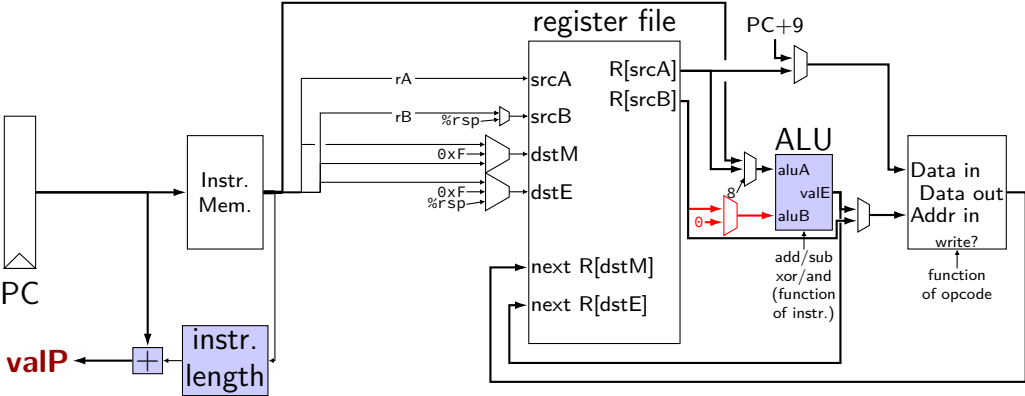 register file
PC+9
rA
srcA
R[srcA]
R[srcB]
rB
%rsp
srcB
0xF
dstM
0xF
%rsp
dstE
next R[dstM]
next R[dstE]
PC
Instr.
Mem.
instr.
length
+
valP
8
0
ALU
aluA
valE
aluB
add/sub
xor/and
(function
of instr.)
Data in
Data out
Addr in
write?
function
of opcode